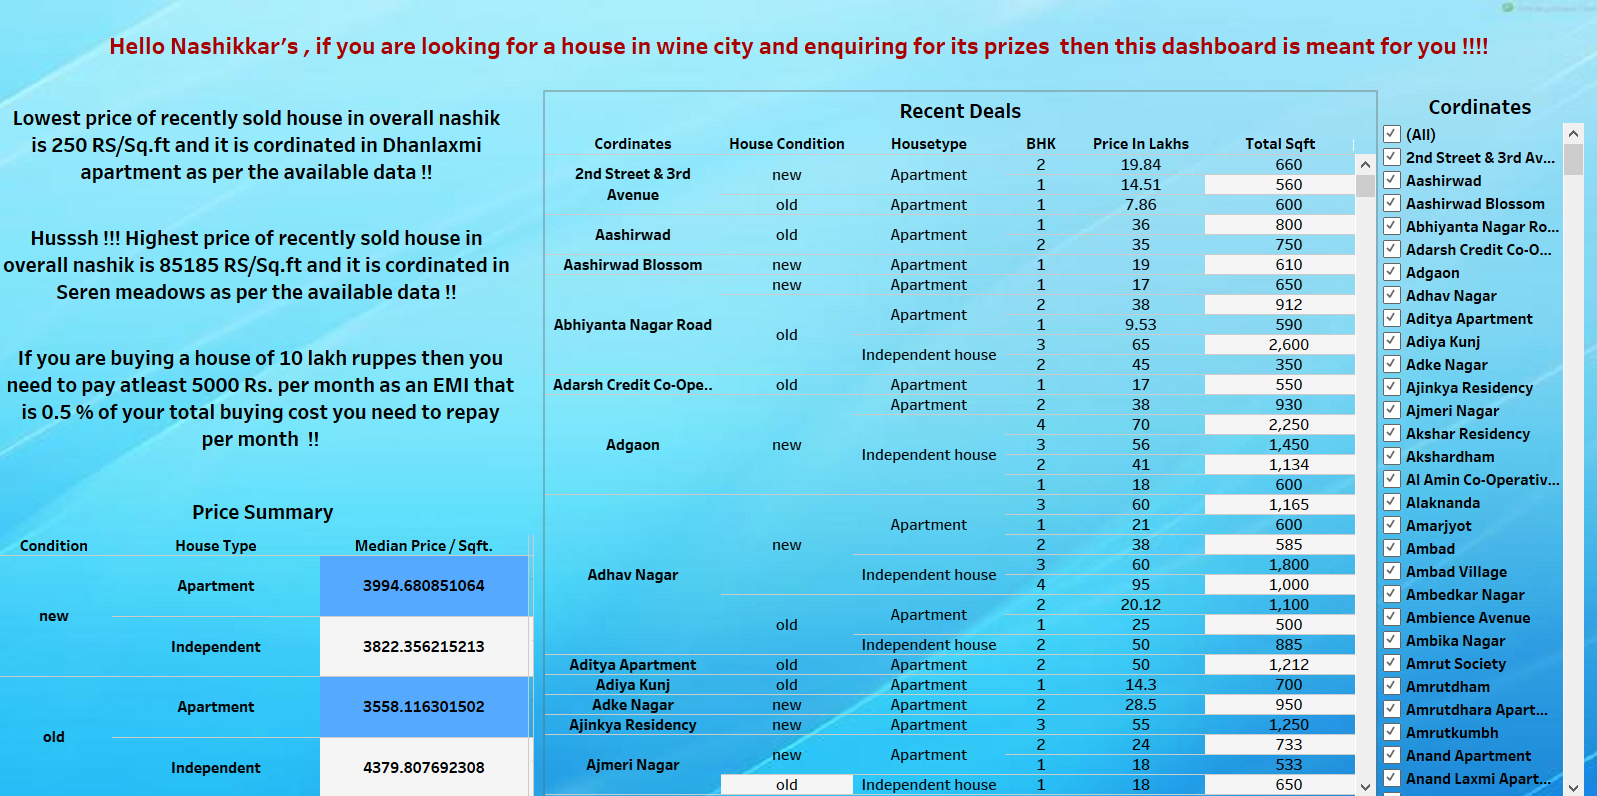 Hello Nashikkar's , if you are looking for a house in wine city and enquiring for its prizes then this dashboard is meant for you !!!!
Lowest price of recently sold house in overall nashik
is 250 RS/Sq.ft and it is cordinated in Dhanlaxmi
apartment as per the available data !!
Husssh !!! Highest price of recently sold house in
overall nashik is 85185 RS/Sq.ft and it is cordinated in
Seren meadows as per the available data !!
If you are buying a house of 10 lakh ruppes then you
need to pay atleast 5000 Rs. per month as an EMI that
is 0.5 % of your total buying cost you need to repay
per month !!
Price Summary
Condition House Type Median Price / Sqft.
new Apartment 3994.680851064
Independent 3822.356215213
old Apartment 3558.116301502
Independent 4379.807692308
Recent Deals
Cordinates House Condition Housetype BHK Price In Lakhs Total Sqft
2nd Street & 3rd
Avenue
new Apartment 2 19.84 660
1 14.51 560
old Apartment 1 7.86 600
Aashirwad old Apartment 1 36 800
2 35 750
Aashirwad Blossom new Apartment 1 19 610
Abhiyanta Nagar Road new Apartment 1 17 650
old Apartment 2 38 912
1 9.53 590
Independent house 3 65 2,600
2 45 350
Adarsh Credit Co-Ope.. old Apartment 1 17 550
Adgaon new Apartment 2 38 930
Independent house 4 70 2,250
3 56 1,450
2 41 1,134
1 18 600
Adhav Nagar new Apartment 3 60 1,165
1 21 600
2 38 585
Independent house 3 60 1,800
4 95 1,000
old Apartment 2 20.12 1,100
1 25 500
Independent house 2 50 885
Aditya Apartment old Apartment 2 50 1,212
Adiya Kunj old Apartment 1 14.3 700
Adke Nagar new Apartment 2 28.5 950
Ajinkya Residency new Apartment 3 55 1,250
Ajmeri Nagar new Apartment 2 24 733
1 18 533
old Independent house 1 18 650
Cordinates
(All)
2nd Street & 3rd Av...
Aashirwad
Aashirwad Blossom
Abhiyanta Nagar Ro...
Adarsh Credit Co-O...
Adgaon
Adhav Nagar
Aditya Apartment
Adiya Kunj
Adke Nagar
Ajinkya Residency
Ajmeri Nagar
Akshar Residency
Akshardham
Al Amin Co-Operativ...
Alaknanda
Amarjyot
Ambad
Ambad Village
Ambedkar Nagar
Ambience Avenue
Ambika Nagar
Amrut Society
Amrutdham
Amrutdhara Apart...
Amrutkumbh
Anand Apartment
Anand Laxmi Apart...